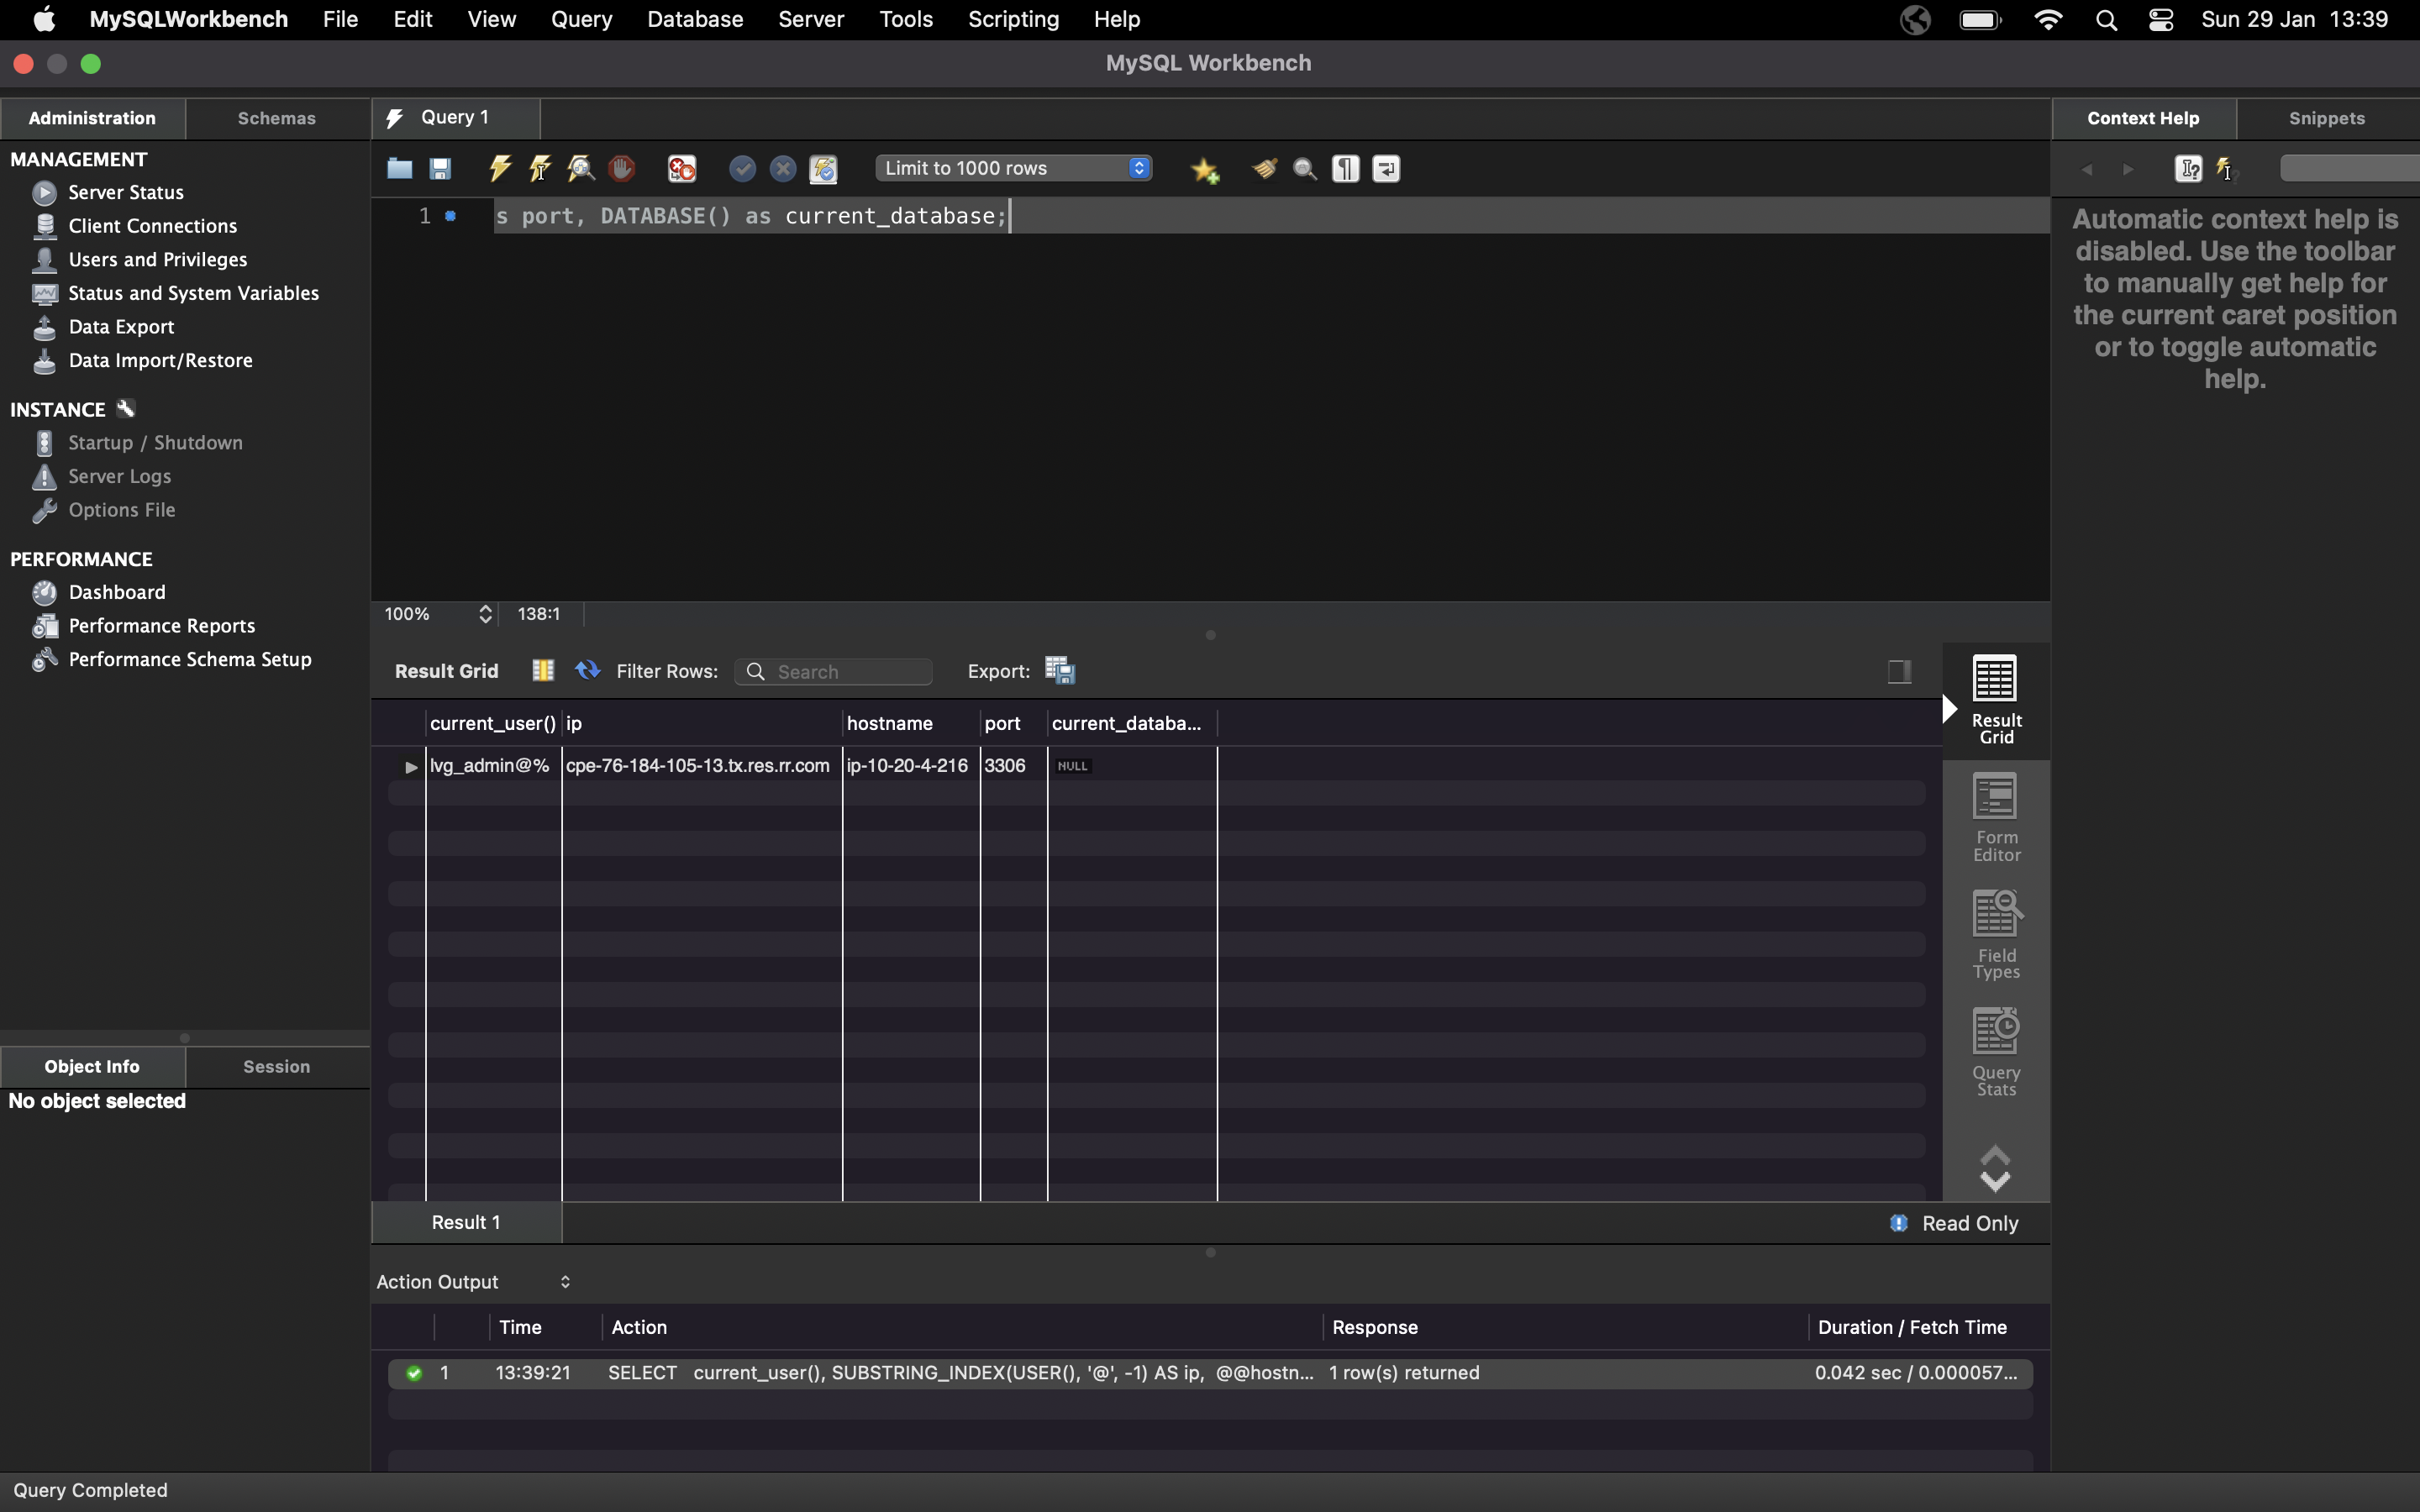 MySQLWorkbench File Edit View Query Database Server Tools Scripting Help Sun 29 Jan 13:39
MySQL Workbench
Administration Schemas
Query 1
Context Help Snippets
MANAGEMENT
Server Status
Client Connections
Users and Privileges
Status and System Variables
Data Export
Data Import/Restore
INSTANCE
Startup / Shutdown
Server Logs
Options File
PERFORMANCE
Dashboard
Performance Reports
Performance Schema Setup
Object Info Session
No object selected
Limit to 1000 rows
1 s port, DATABASE() as current_database;
100% 138:1
Result Grid Filter Rows: Search Export:
current_user() ip hostname port current_databa...
lvg_admin@% cpe-76-184-105-13.tx.res.rr.com ip-10-20-4-216 3306 NULL
Result
Grid
Form
Editor
Field
Types
Query
Stats
Result 1 Read Only
Action Output
Time Action Response Duration / Fetch Time
1 13:39:21 SELECT current_user(), SUBSTRING_INDEX(USER(), '@', -1) AS ip, @@hostn... 1 row(s) returned 0.042 sec / 0.000057...
Automatic context help is
disabled. Use the toolbar
to manually get help for
the current caret position
or to toggle automatic
help.
Query Completed